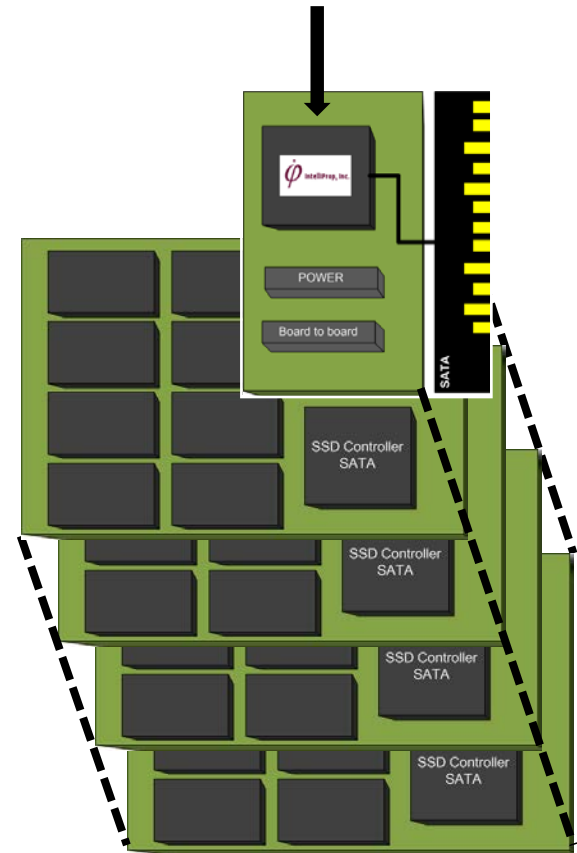 IntelliProp, Inc.
POWER
Board to board
SATA
SSD Controller
SATA
SSD Controller
SATA
SSD Controller
SATA
SSD Controller
SATA